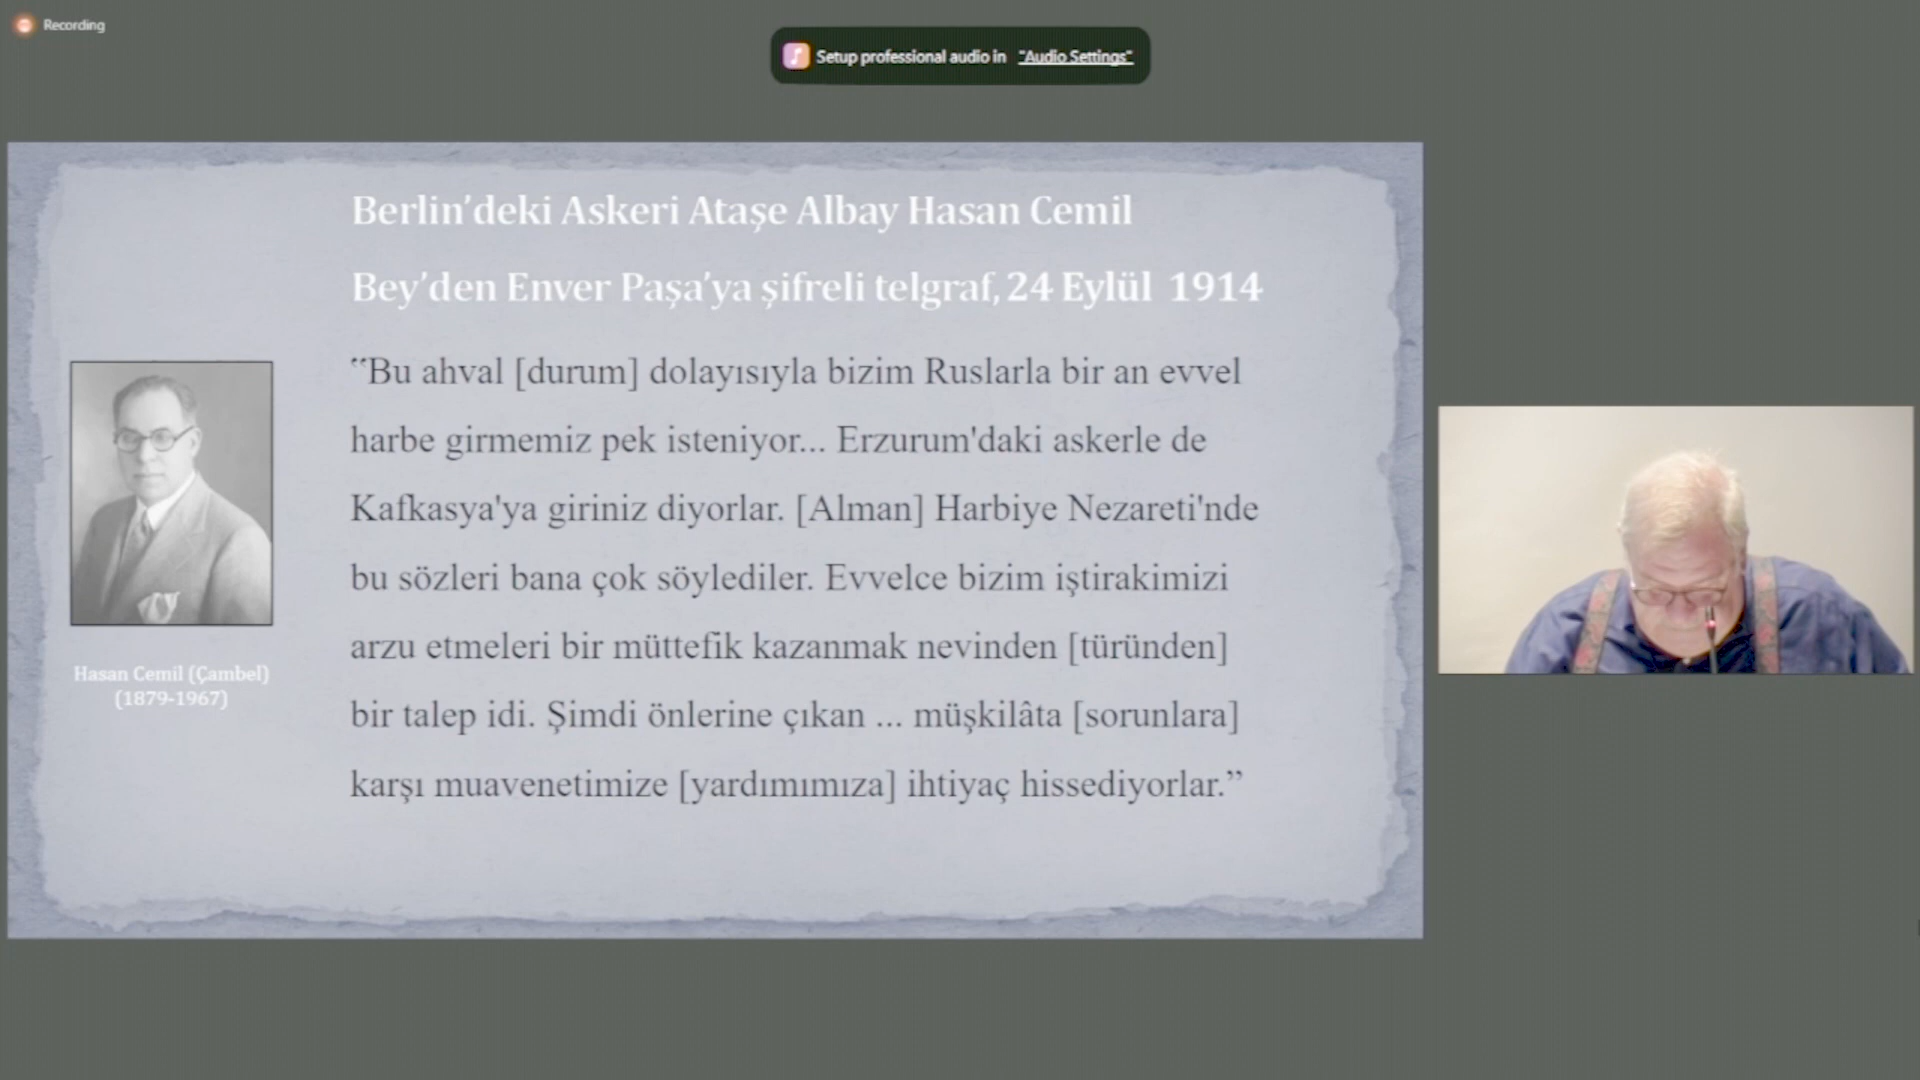 Recording
Setup professional audio in "Audio Settings"
Berlin’deki Askeri Ataşe Albay Hasan Cemil
Bey’den Enver Paşa’ya şifreli telgraf, 24 Eylül 1914
“Bu ahval [durum] dolayısıyla bizim Ruslarla bir an evvel
harbe girmemiz pek isteniyor... Erzurum'daki askerle de
Kafkasya'ya giriniz diyorlar. [Alman] Harbiye Nezareti'nde
bu sözleri bana çok söylediler. Evvelce bizim iştirakimizi
arzu etmeleri bir müttefik kazanmak nevinden [türünden]
bir talep idi. Şimdi önlerine çıkan ... müşkilâta [sorunlara]
karşı muavenetimize [yardımımıza] ihtiyaç hissediyorlar.”
Hasan Cemil (Çambel)
(1879-1967)